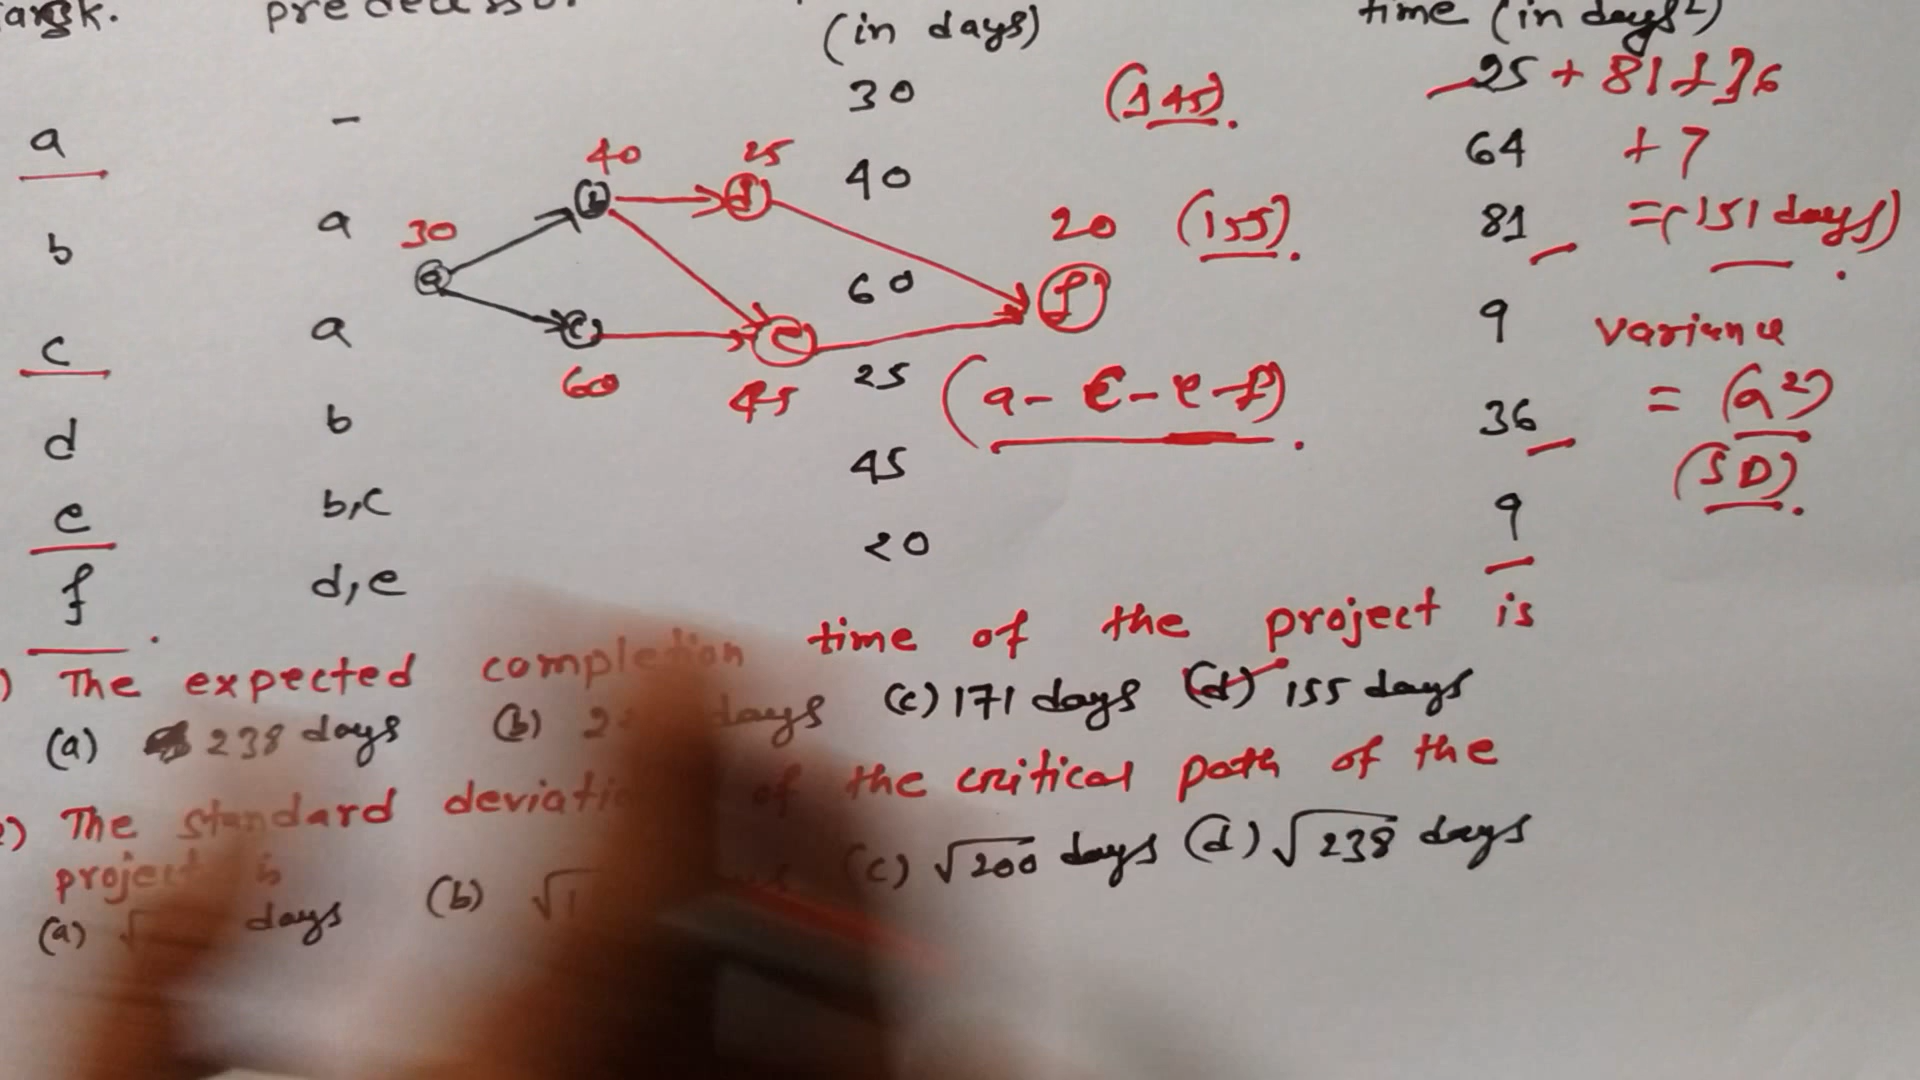 predecessor
(in days)
time (in days²)
a - 30 (145). 25 + 81 + 36
b a 40 64 + 7
c a 60 81 = (151 days)
d b 25 9 variance
e b,c 45 36 = (σ²)
f d,e 20 9 (SD).
40 25
30 20 (155).
a b d f
c e
60 45 (a - c - e - f)
) The expected completion time of the project is
(a) 238 days (b) days (c) 171 days (d) 155 days
) The standard deviation of the critical path of the
project is
(a) √ days (b) √1 (c) √200 days (d) √238 days